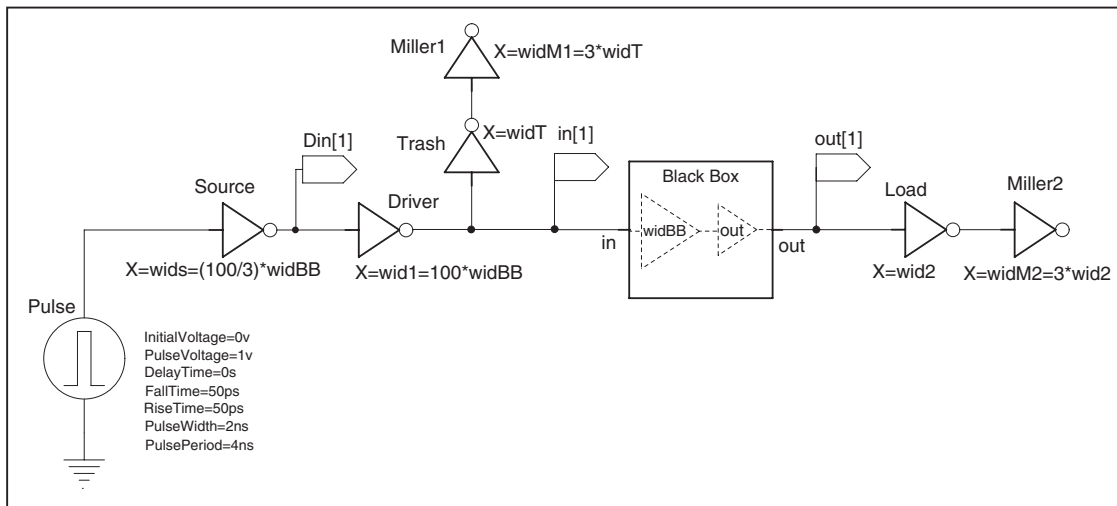 Miller1
X=widM1=3*widT
Trash
X=widT
Din[1]
in[1]
out[1]
Source
Driver
Black Box
Load
Miller2
widBB
out
in
out
X=wids=(100/3)*widBB
X=wid1=100*widBB
X=wid2
X=widM2=3*wid2
Pulse
InitialVoltage=0v
PulseVoltage=1v
DelayTime=0s
FallTime=50ps
RiseTime=50ps
PulseWidth=2ns
PulsePeriod=4ns